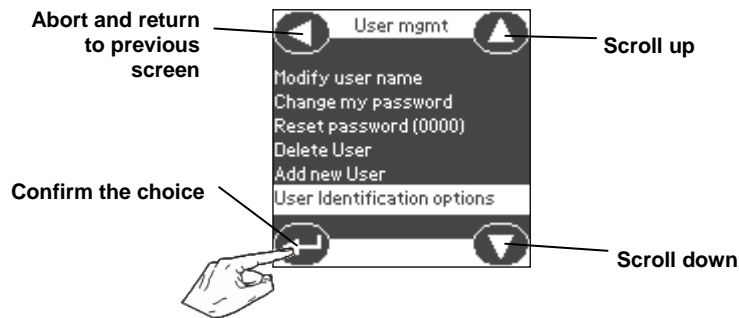 Abort and return
to previous
screen
User mgmt
Scroll up
Modify user name
Change my password
Reset password (0000)
Delete User
Add new User
User Identification options
Confirm the choice
Scroll down